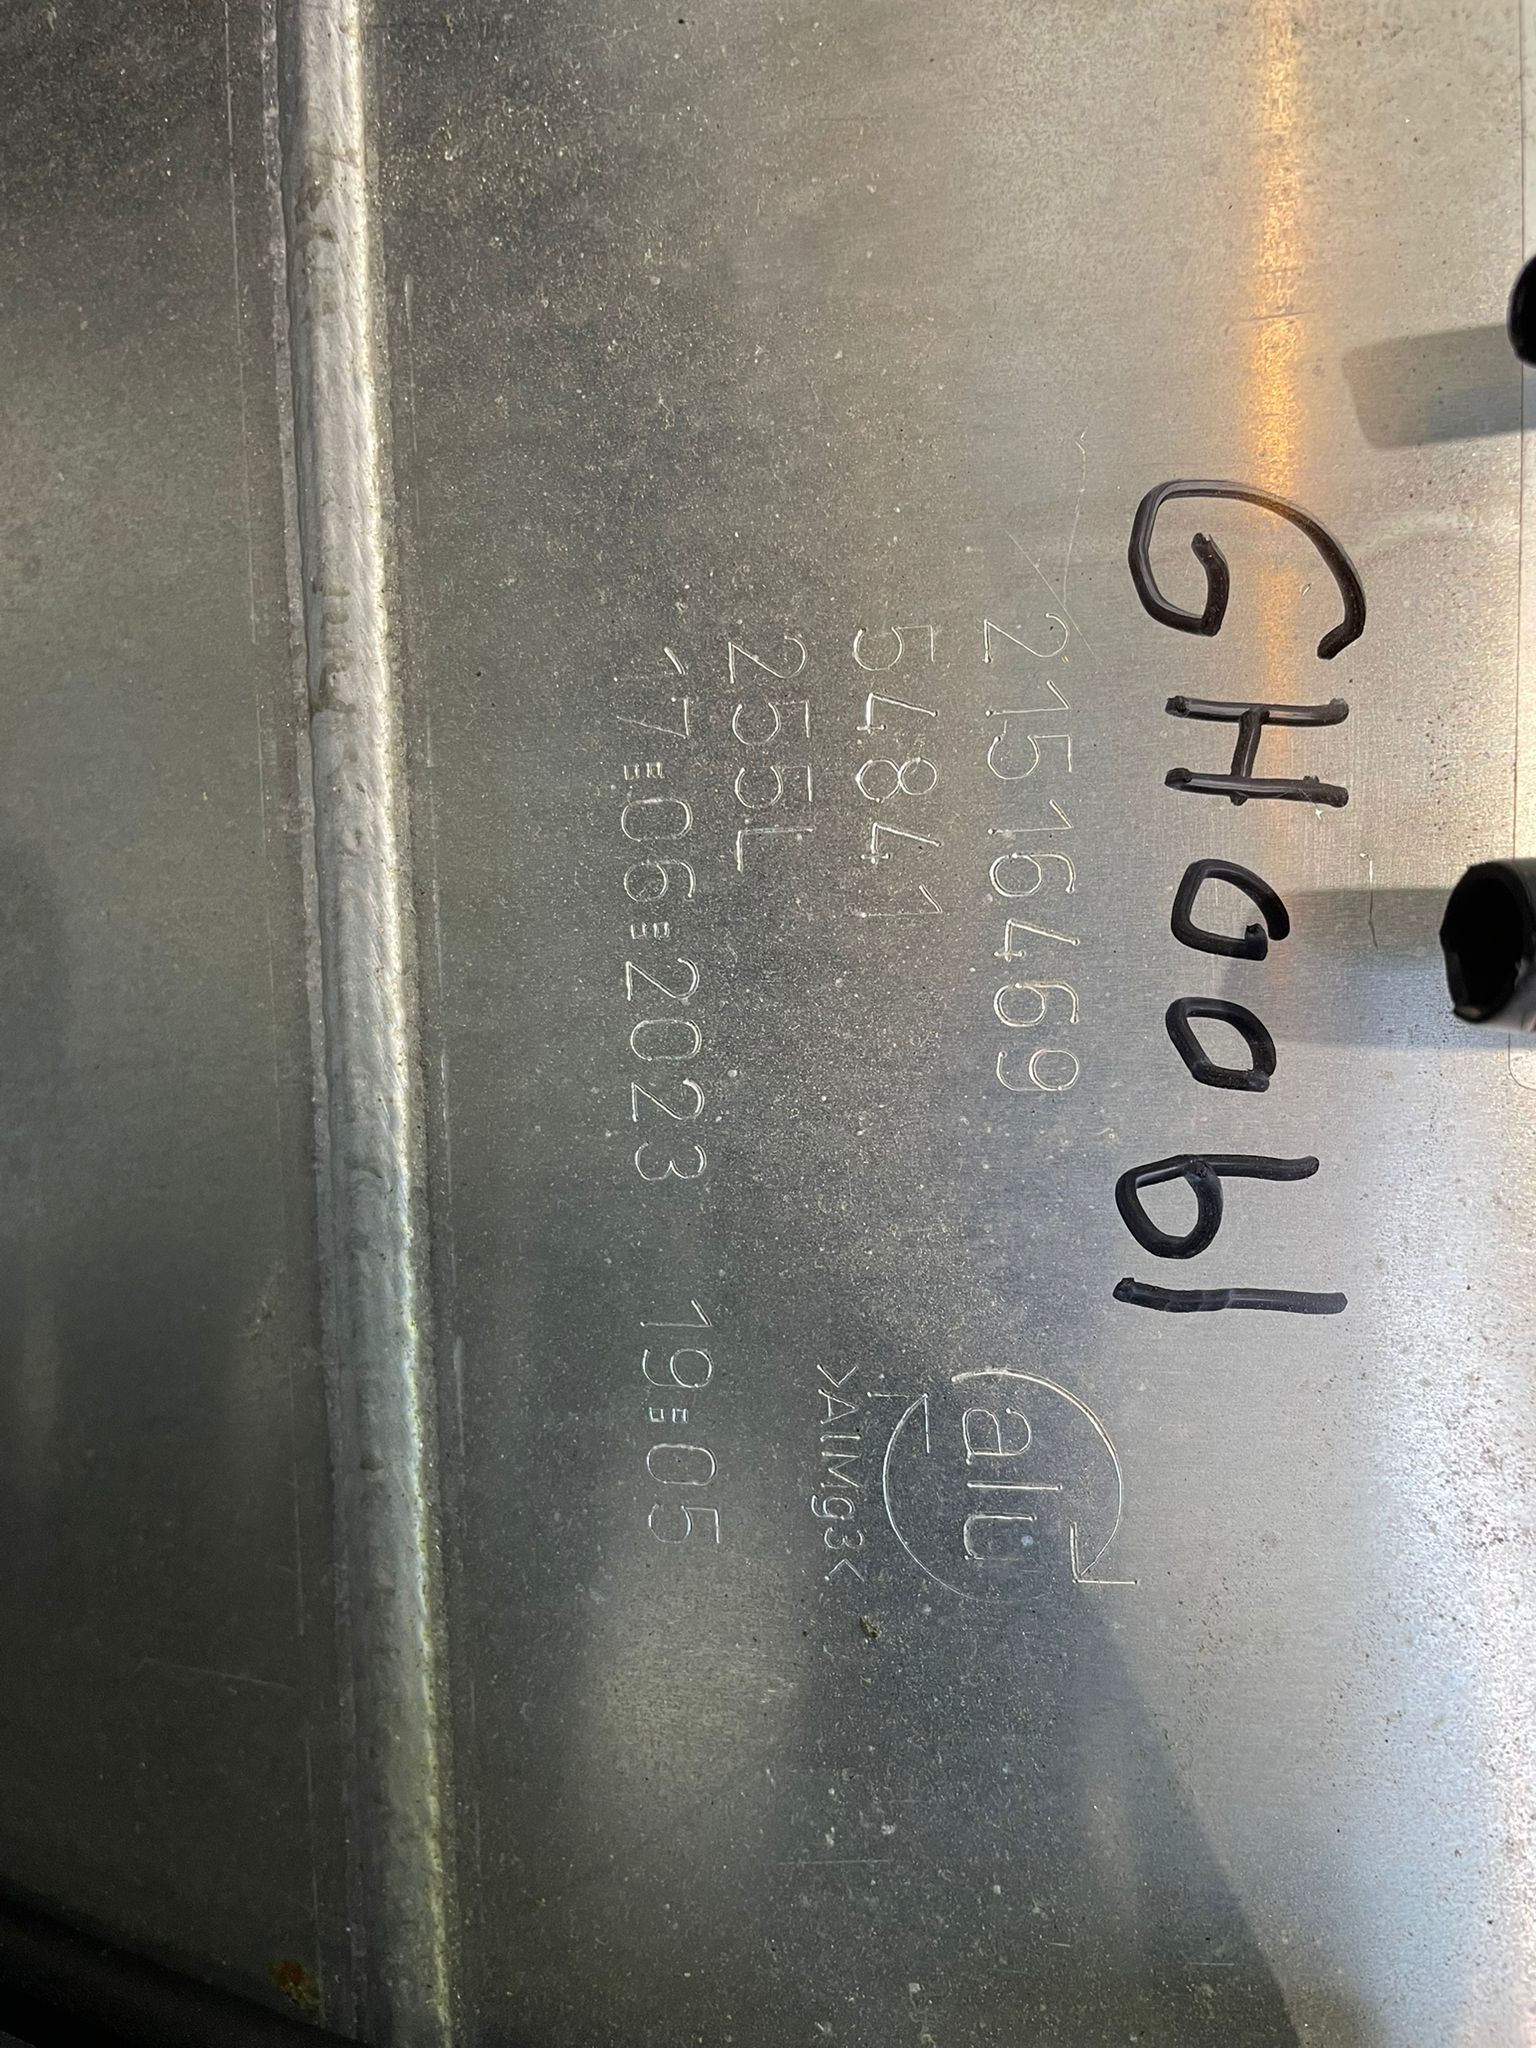 GH0061
21516469
54841
255L
17:06:2023 19:05
alu
>AlMg3<